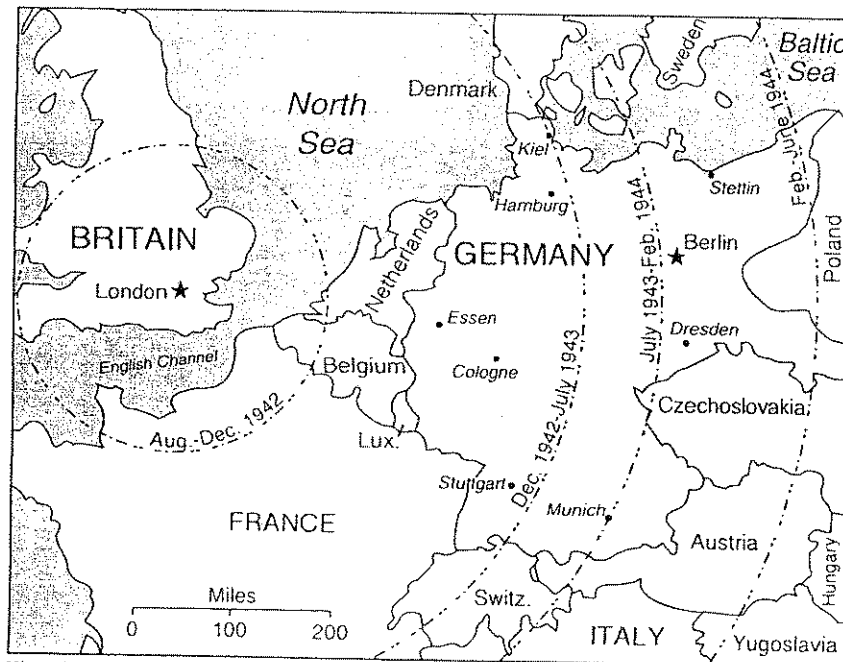 North
Sea
Denmark
Sweden
Baltic
Sea
Kiel
Hamburg
Stettin
Feb.-June 1944
BRITAIN
London
Netherlands
GERMANY
Berlin
Poland
July 1943-Feb. 1944
Essen
Cologne
Dresden
English Channel
Belgium
Lux.
Aug.-Dec. 1942
Dec. 1942-July 1943
Czechoslovakia
Stuttgart
Munich
FRANCE
Austria
Hungary
Switz.
ITALY
Yugoslavia
Miles
0 100 200